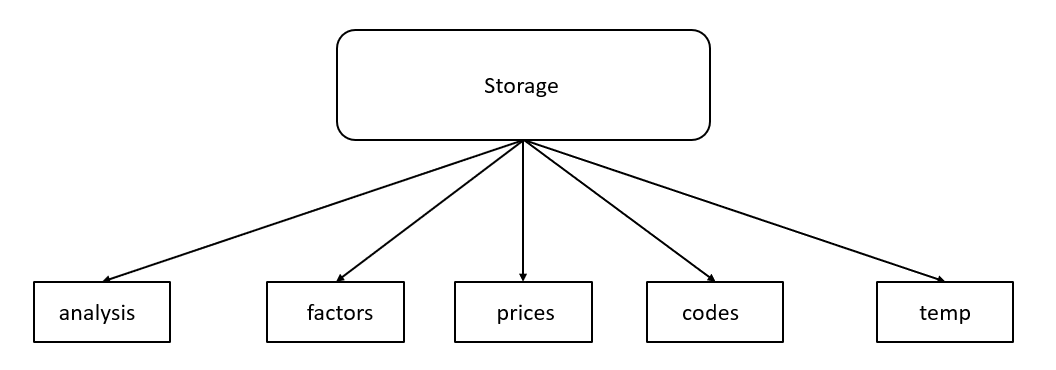 Storage
analysis
factors
prices
codes
temp